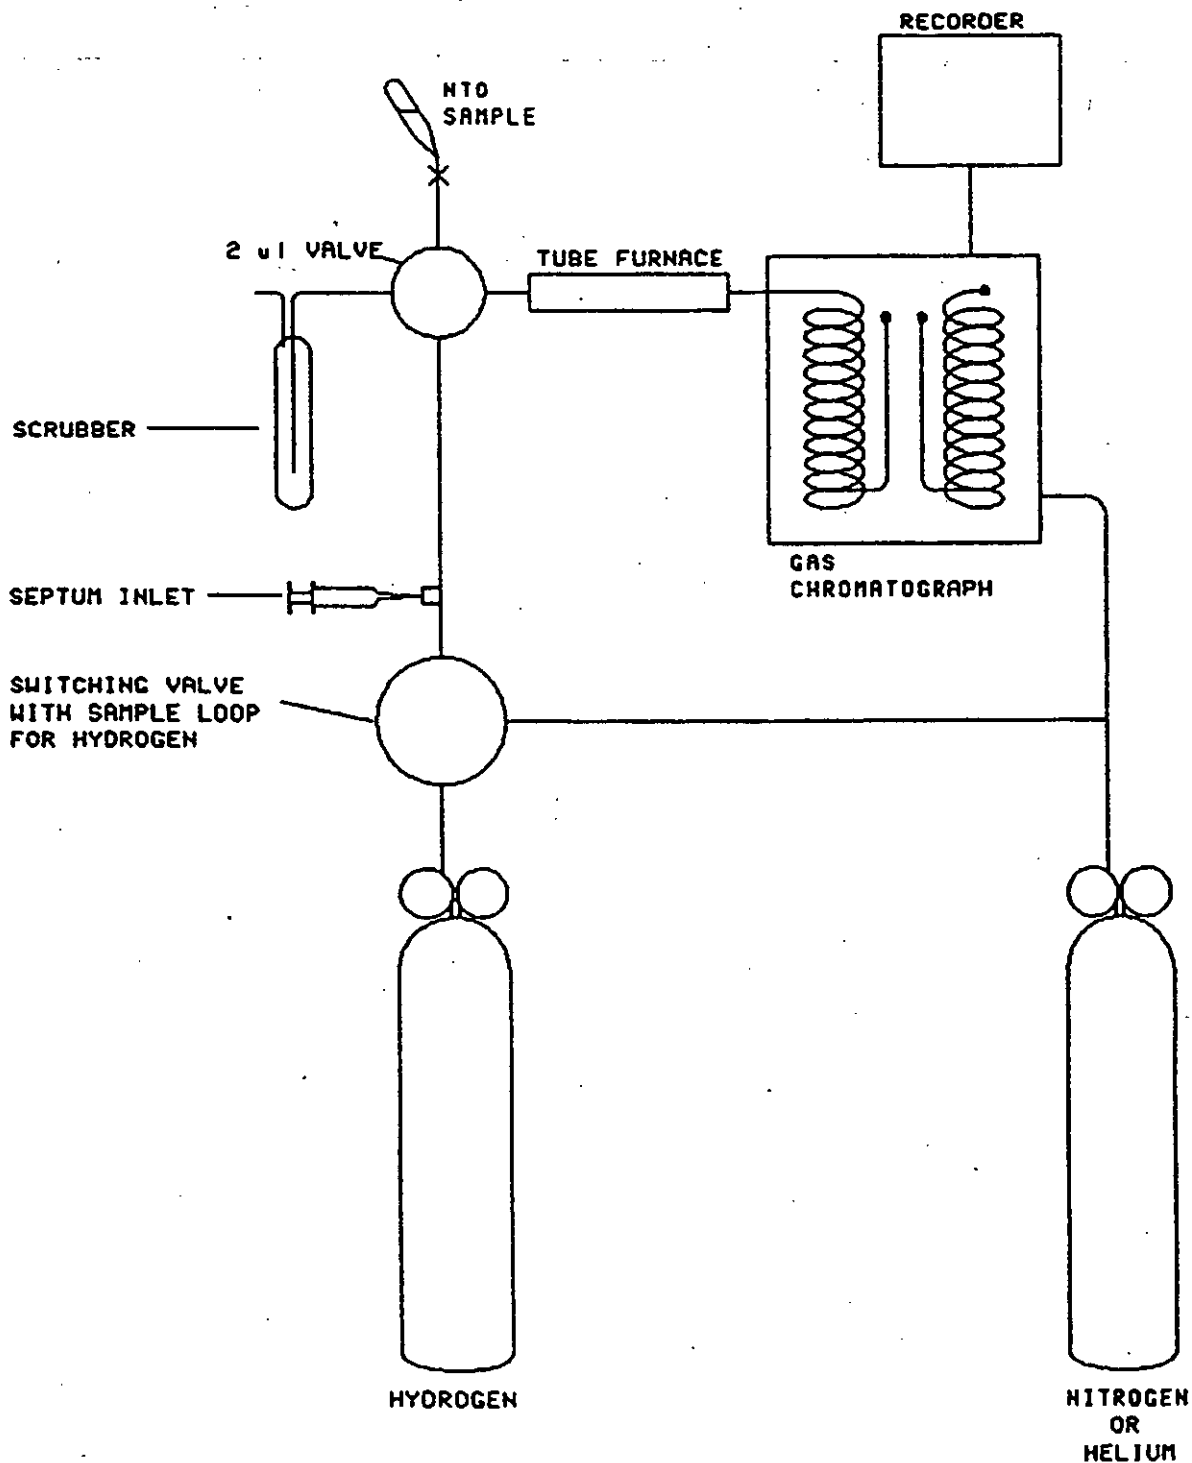 RECORDER
NTO
SAMPLE
2 ul VALVE
TUBE FURNACE
SCRUBBER
GAS
CHROMATOGRAPH
SEPTUM INLET
SWITCHING VALVE
WITH SAMPLE LOOP
FOR HYDROGEN
HYDROGEN
NITROGEN
OR
HELIUM